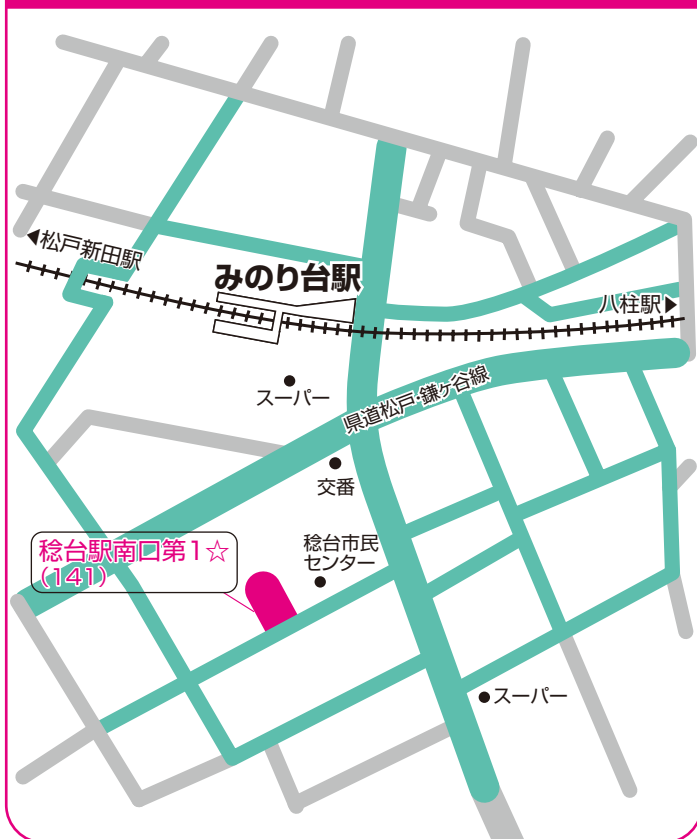 ◀松戸新田駅
みのり台駅
八柱駅▶
スーパー
県道松戸・鎌ヶ谷線
交番
稔台駅南口第1☆
(141)
稔台市民
センター
スーパー